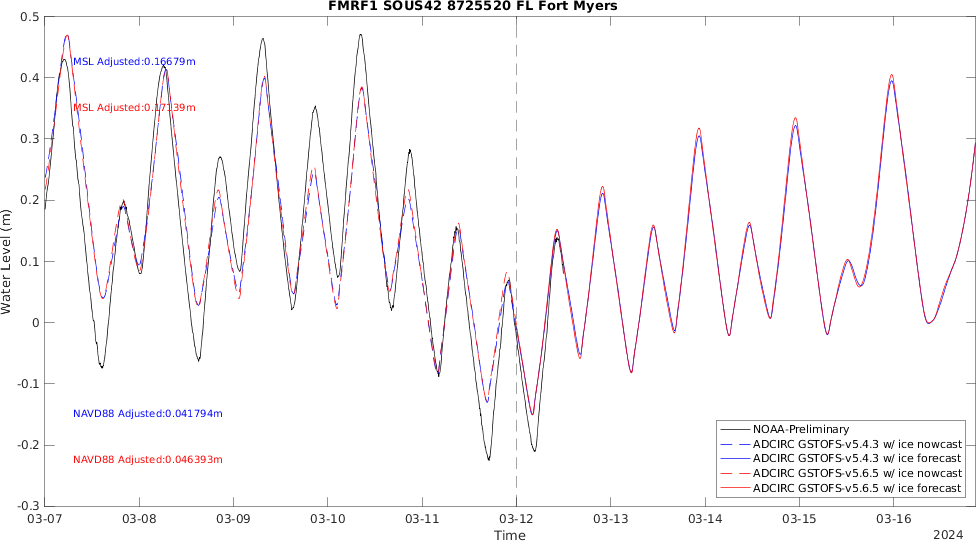 FMRF1 SOUS42 8725520 FL Fort Myers
0.5
0.4
0.3
0.2
0.1
0
-0.1
-0.2
-0.3
Water Level (m)
MSL Adjusted:0.16679m
MSL Adjusted:0.17139m
NAVD88 Adjusted:0.041794m
NAVD88 Adjusted:0.046393m
NOAA-Preliminary
ADCIRC GSTOFS-v5.4.3 w/ ice nowcast
ADCIRC GSTOFS-v5.4.3 w/ ice forecast
ADCIRC GSTOFS-v5.6.5 w/ ice nowcast
ADCIRC GSTOFS-v5.6.5 w/ ice forecast
03-07 03-08 03-09 03-10 03-11 03-12 03-13 03-14 03-15 03-16
Time
2024